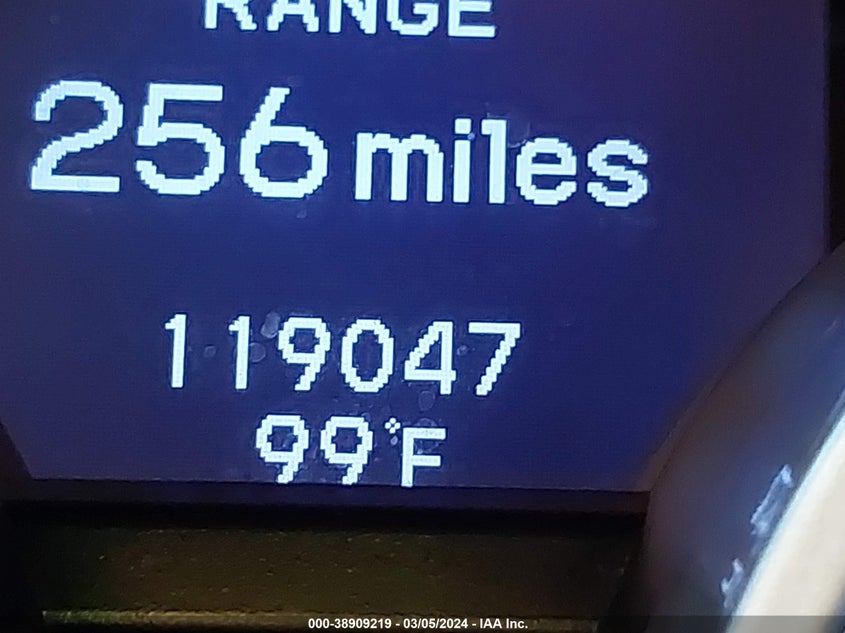 RANGE
256 miles
119047
99°F
000-38909219 - 03/05/2024 - IAA Inc.